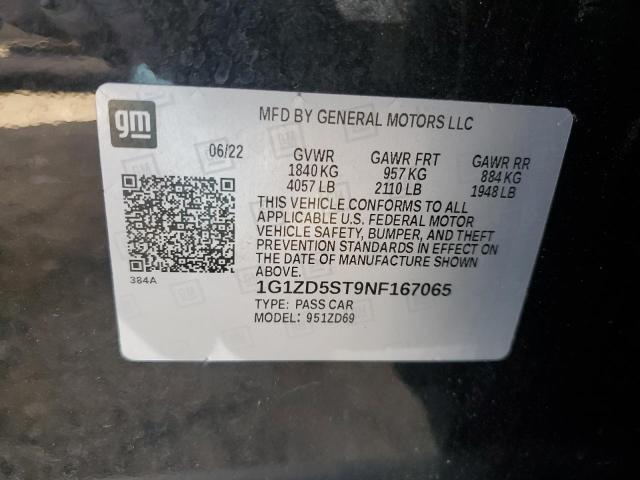 gm
MFD BY GENERAL MOTORS LLC
06/22 GVWR GAWR FRT GAWR RR
1840 KG 957 KG 884 KG
4057 LB 2110 LB 1948 LB
THIS VEHICLE CONFORMS TO ALL
APPLICABLE U.S. FEDERAL MOTOR
VEHICLE SAFETY, BUMPER, AND THEFT
PREVENTION STANDARDS IN EFFECT ON
THE DATE OF MANUFACTURE SHOWN
ABOVE.
384A
1G1ZD5ST9NF167065
TYPE: PASS CAR
MODEL: 951ZD69